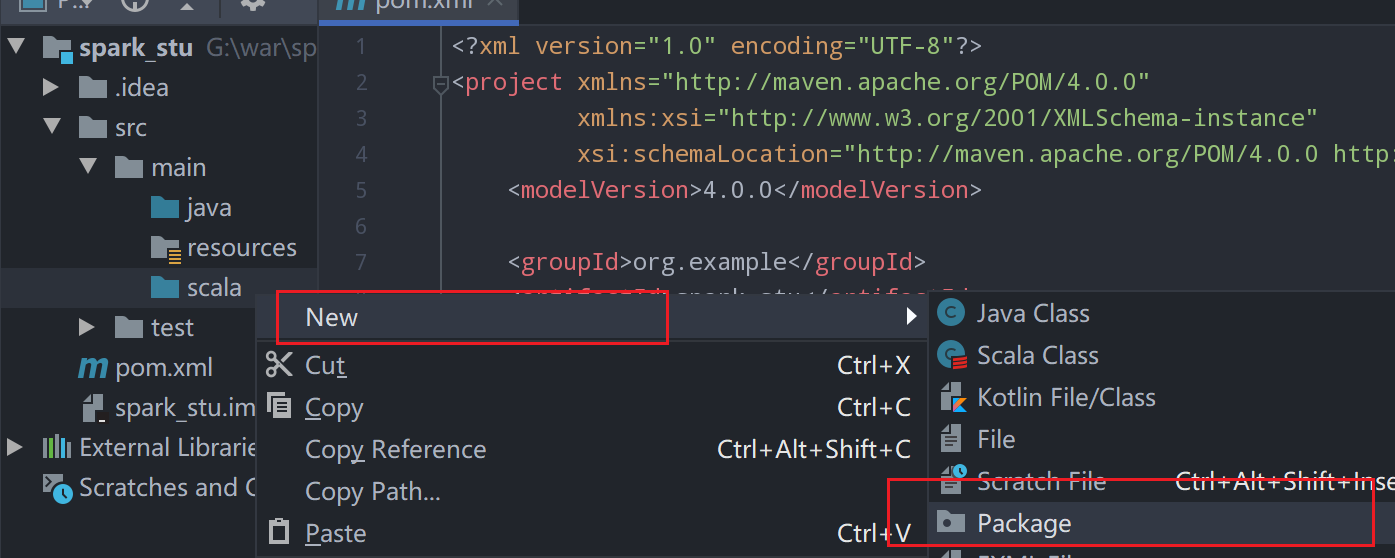 P...
pom.xml
spark_stu G:\war\sp
.idea
src
main
java
resources
scala
test
pom.xml
spark_stu.im
External Librarie
Scratches and C
1 <?xml version="1.0" encoding="UTF-8"?>
2 <project xmlns="http://maven.apache.org/POM/4.0.0"
3 xmlns:xsi="http://www.w3.org/2001/XMLSchema-instance"
4 xsi:schemaLocation="http://maven.apache.org/POM/4.0.0 http:
5 <modelVersion>4.0.0</modelVersion>
6
7 <groupId>org.example</groupId>
New
Cut Ctrl+X
Copy Ctrl+C
Copy Reference Ctrl+Alt+Shift+C
Copy Path...
Paste Ctrl+V
Java Class
Scala Class
Kotlin File/Class
File
Scratch File Ctrl+Alt+Shift+Inse
Package